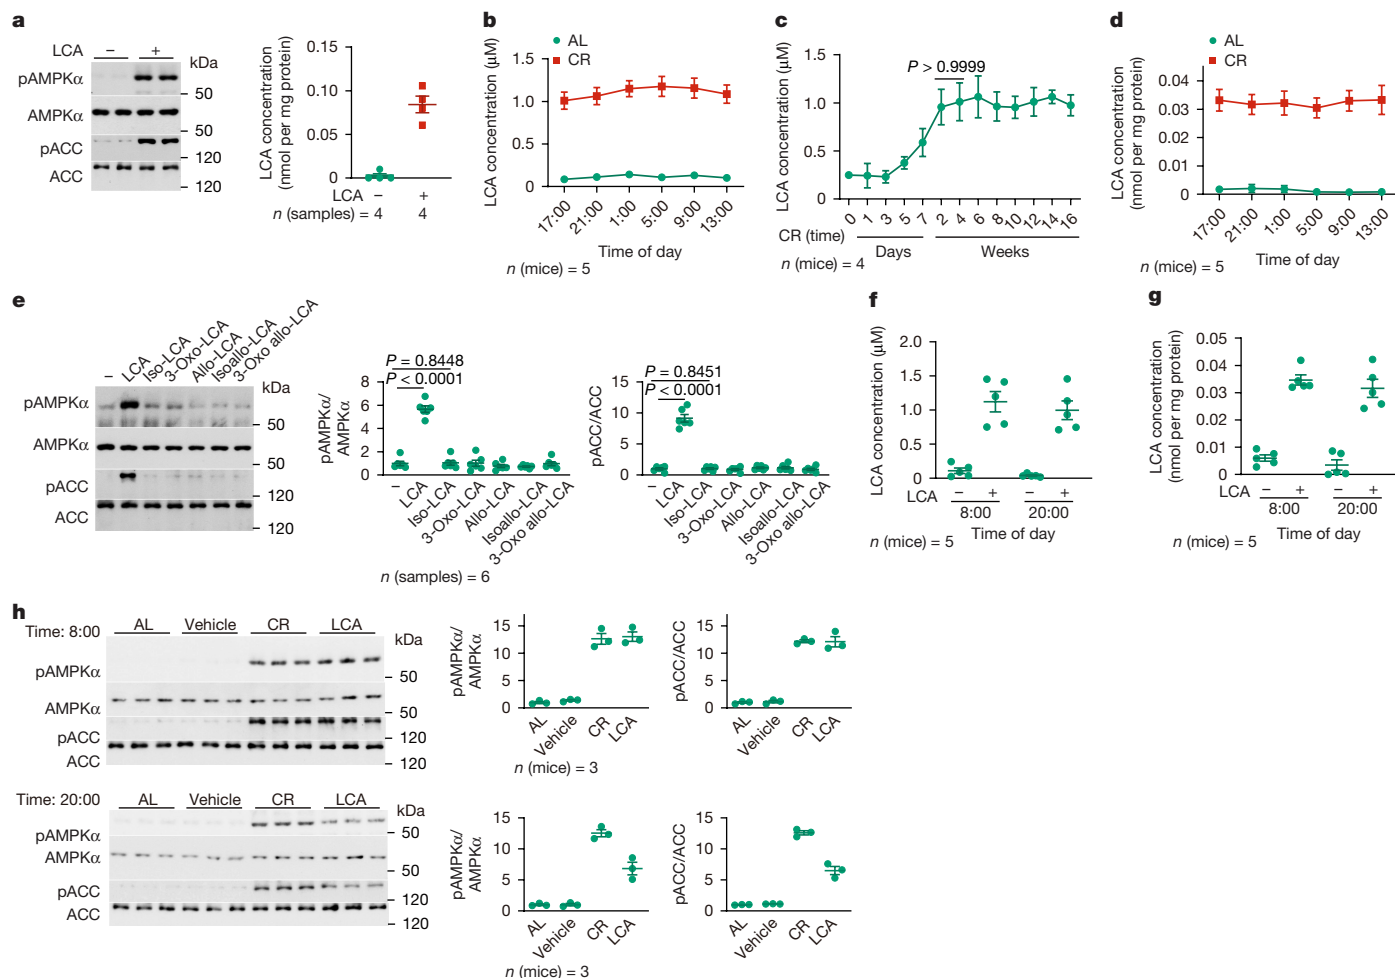 a
LCA
– +
kDa
pAMPKα
50
AMPKα
50
pACC
120
ACC
120
LCA concentration
(nmol per mg protein)
0.15
0.10
0.05
0
LCA – +
n (samples) = 4 4
b
AL
CR
LCA concentration (μM)
1.5
1.0
0.5
0
17:00 21:00 1:00 5:00 9:00 13:00
Time of day
n (mice) = 5
c
P > 0.9999
LCA concentration (μM)
1.5
1.0
0.5
0
0 1 3 5 7 2 4 6 8 10 12 14 16
CR (time)
Days Weeks
n (mice) = 4
d
AL
CR
LCA concentration
(nmol per mg protein)
0.05
0.04
0.03
0.02
0.01
0
17:00 21:00 1:00 5:00 9:00 13:00
Time of day
n (mice) = 5
e
– LCA Iso-LCA 3-Oxo-LCA Allo-LCA Isoallo-LCA 3-Oxo allo-LCA
kDa
pAMPKα
50
AMPKα
50
pACC
120
ACC
120
P = 0.8448
P < 0.0001
pAMPKα/
AMPKα
8
6
4
2
0
– LCA Iso-LCA 3-Oxo-LCA Allo-LCA Isoallo-LCA 3-Oxo allo-LCA
P = 0.8451
P < 0.0001
pACC/ACC
15
10
5
0
– LCA Iso-LCA 3-Oxo-LCA Allo-LCA Isoallo-LCA 3-Oxo allo-LCA
n (samples) = 6
f
LCA concentration (μM)
2.0
1.5
1.0
0.5
0
LCA – + – +
8:00 20:00
Time of day
n (mice) = 5
g
LCA concentration
(nmol per mg protein)
0.05
0.04
0.03
0.02
0.01
0
LCA – + – +
8:00 20:00
Time of day
n (mice) = 5
h
Time: 8:00
AL Vehicle CR LCA
kDa
pAMPKα
50
AMPKα
50
pACC
120
ACC
120
pAMPKα/
AMPKα
15
10
5
0
AL Vehicle CR LCA
pACC/ACC
15
10
5
0
AL Vehicle CR LCA
n (mice) = 3
Time: 20:00
AL Vehicle CR LCA
kDa
pAMPKα
50
AMPKα
50
pACC
120
ACC
120
pAMPKα/
AMPKα
15
10
5
0
AL Vehicle CR LCA
pACC/ACC
15
10
5
0
AL Vehicle CR LCA
n (mice) = 3